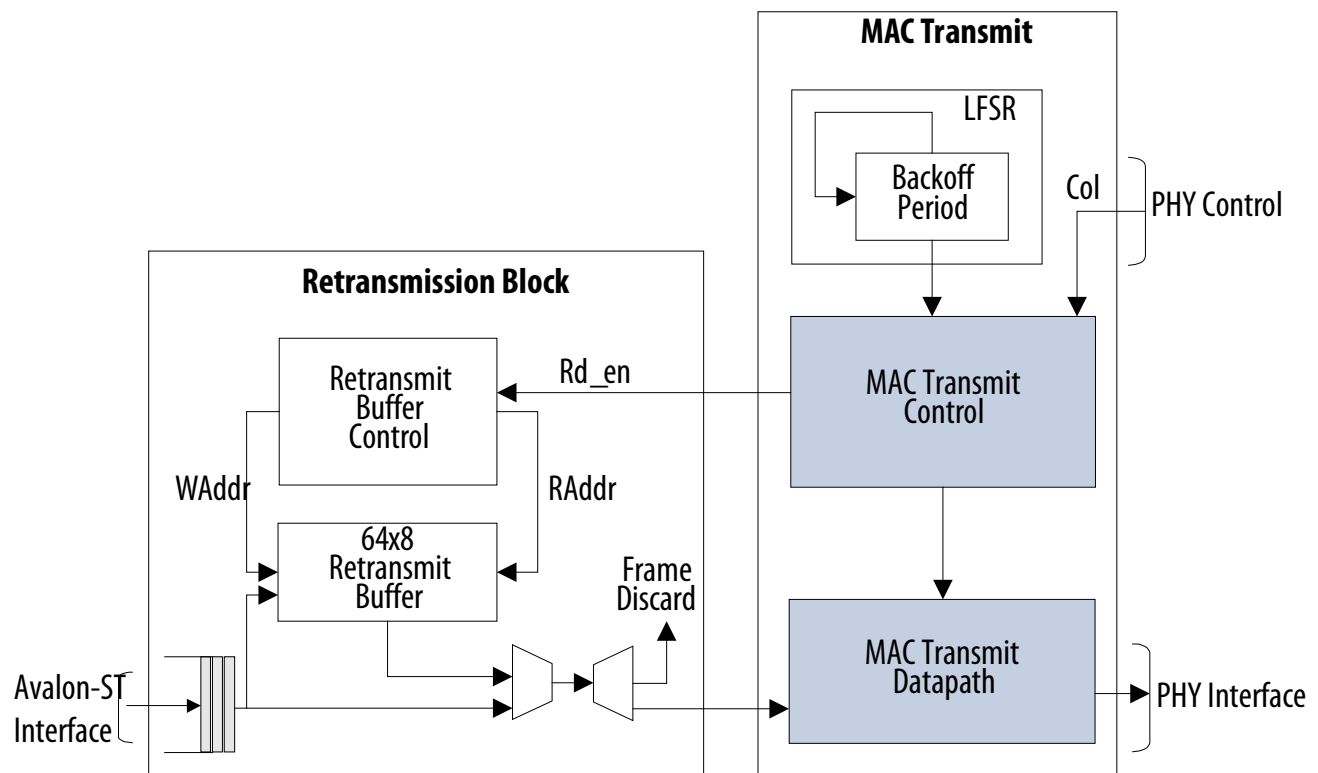 MAC Transmit
LFSR
Backoff
Period
Col
PHY Control
Retransmission Block
Retransmit
Buffer
Control
Rd_en
MAC Transmit
Control
WAddr
RAddr
64x8
Retransmit
Buffer
Frame
Discard
MAC Transmit
Datapath
Avalon-ST
Interface
PHY Interface